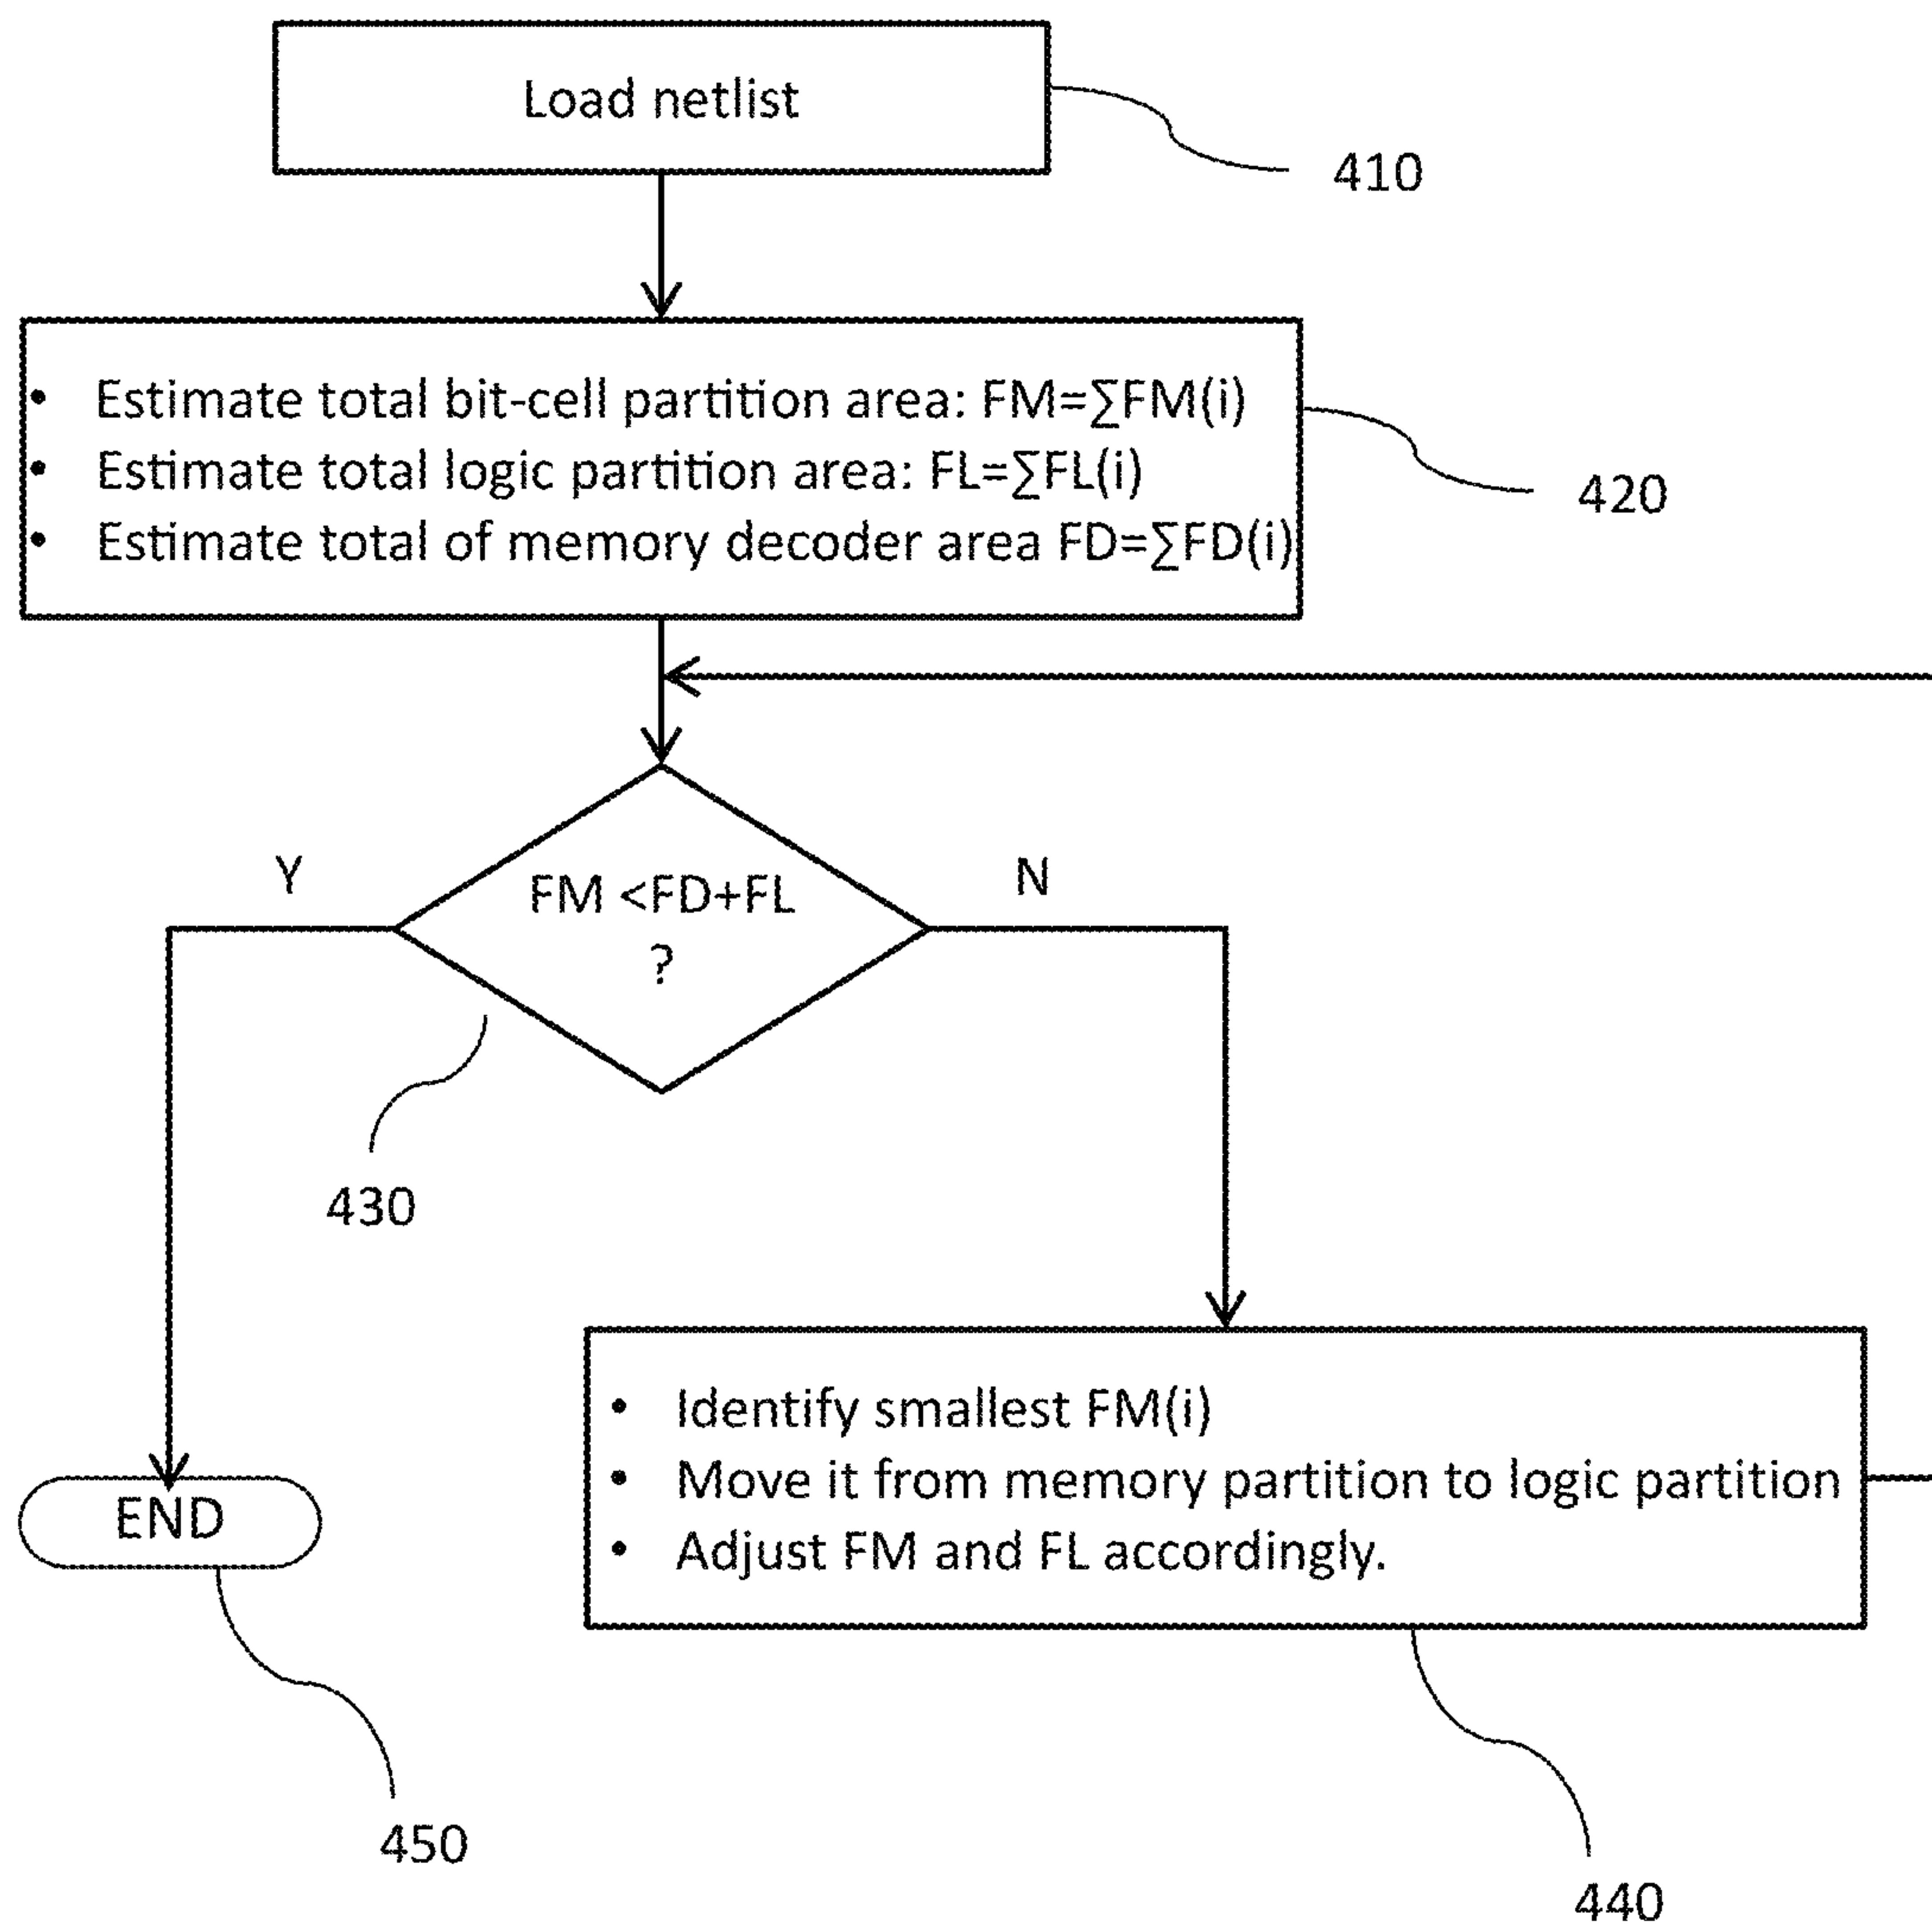 Load netlist
410
• Estimate total bit-cell partition area: FM=∑FM(i)
• Estimate total logic partition area: FL=∑FL(i)
• Estimate total of memory decoder area FD=∑FD(i)
420
Y
FM <FD+FL
?
N
430
• Identify smallest FM(i)
• Move it from memory partition to logic partition
• Adjust FM and FL accordingly.
END
450
440